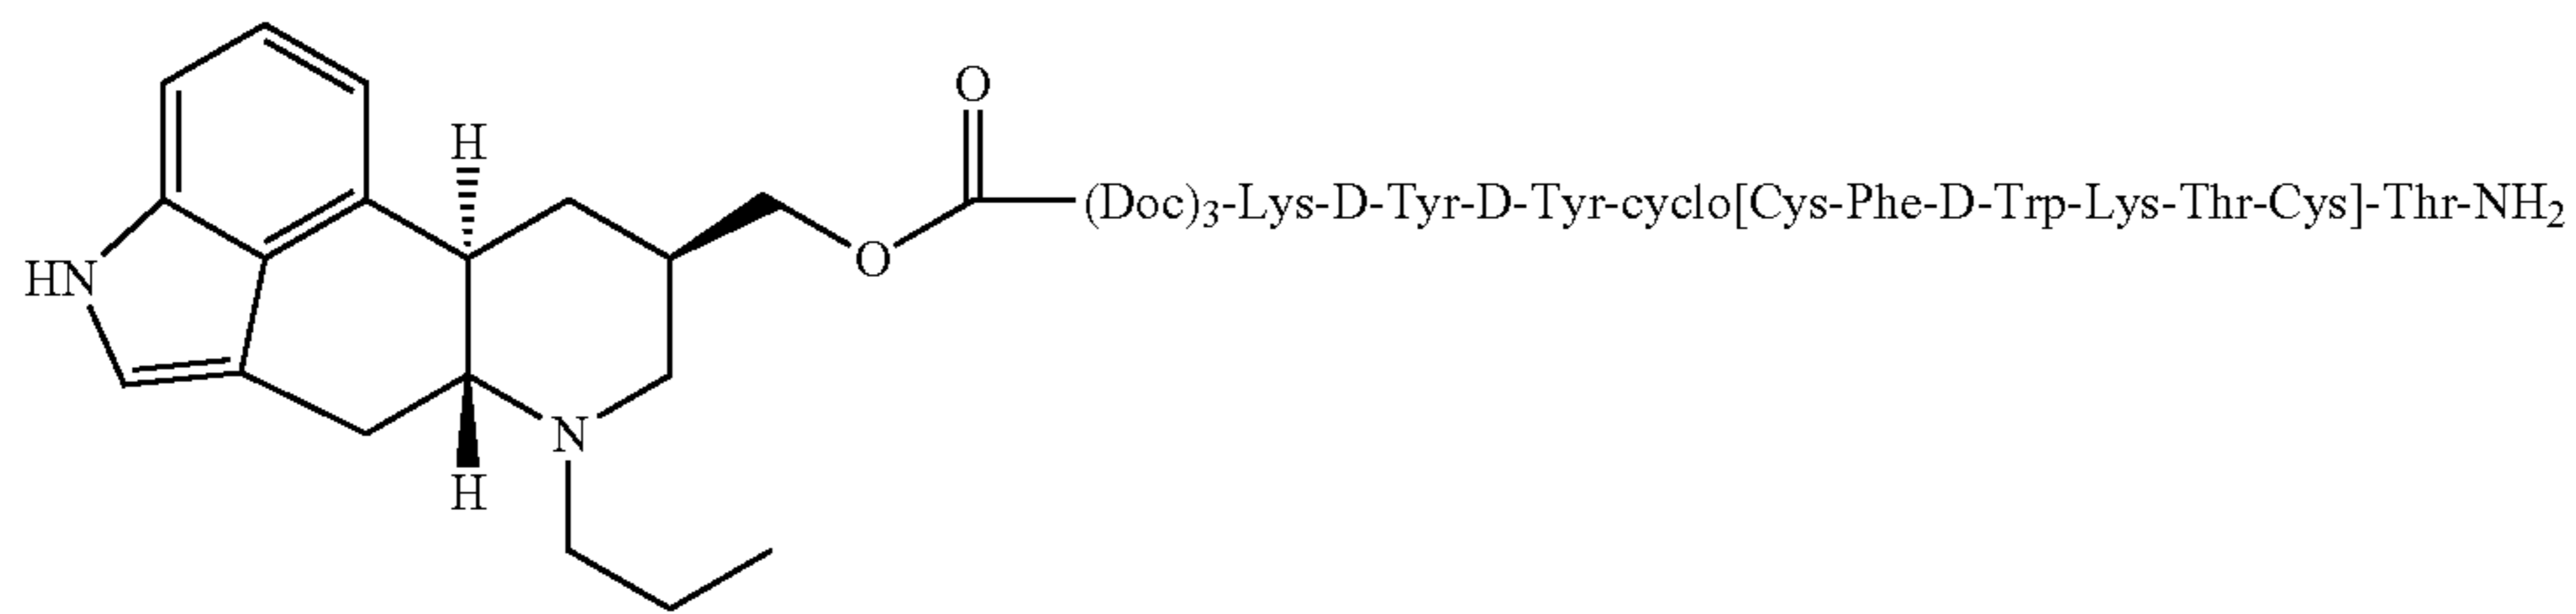 O
H
(Doc)3-Lys-D-Tyr-D-Tyr-cyclo[Cys-Phe-D-Trp-Lys-Thr-Cys]-Thr-NH2
O
HN
N
H